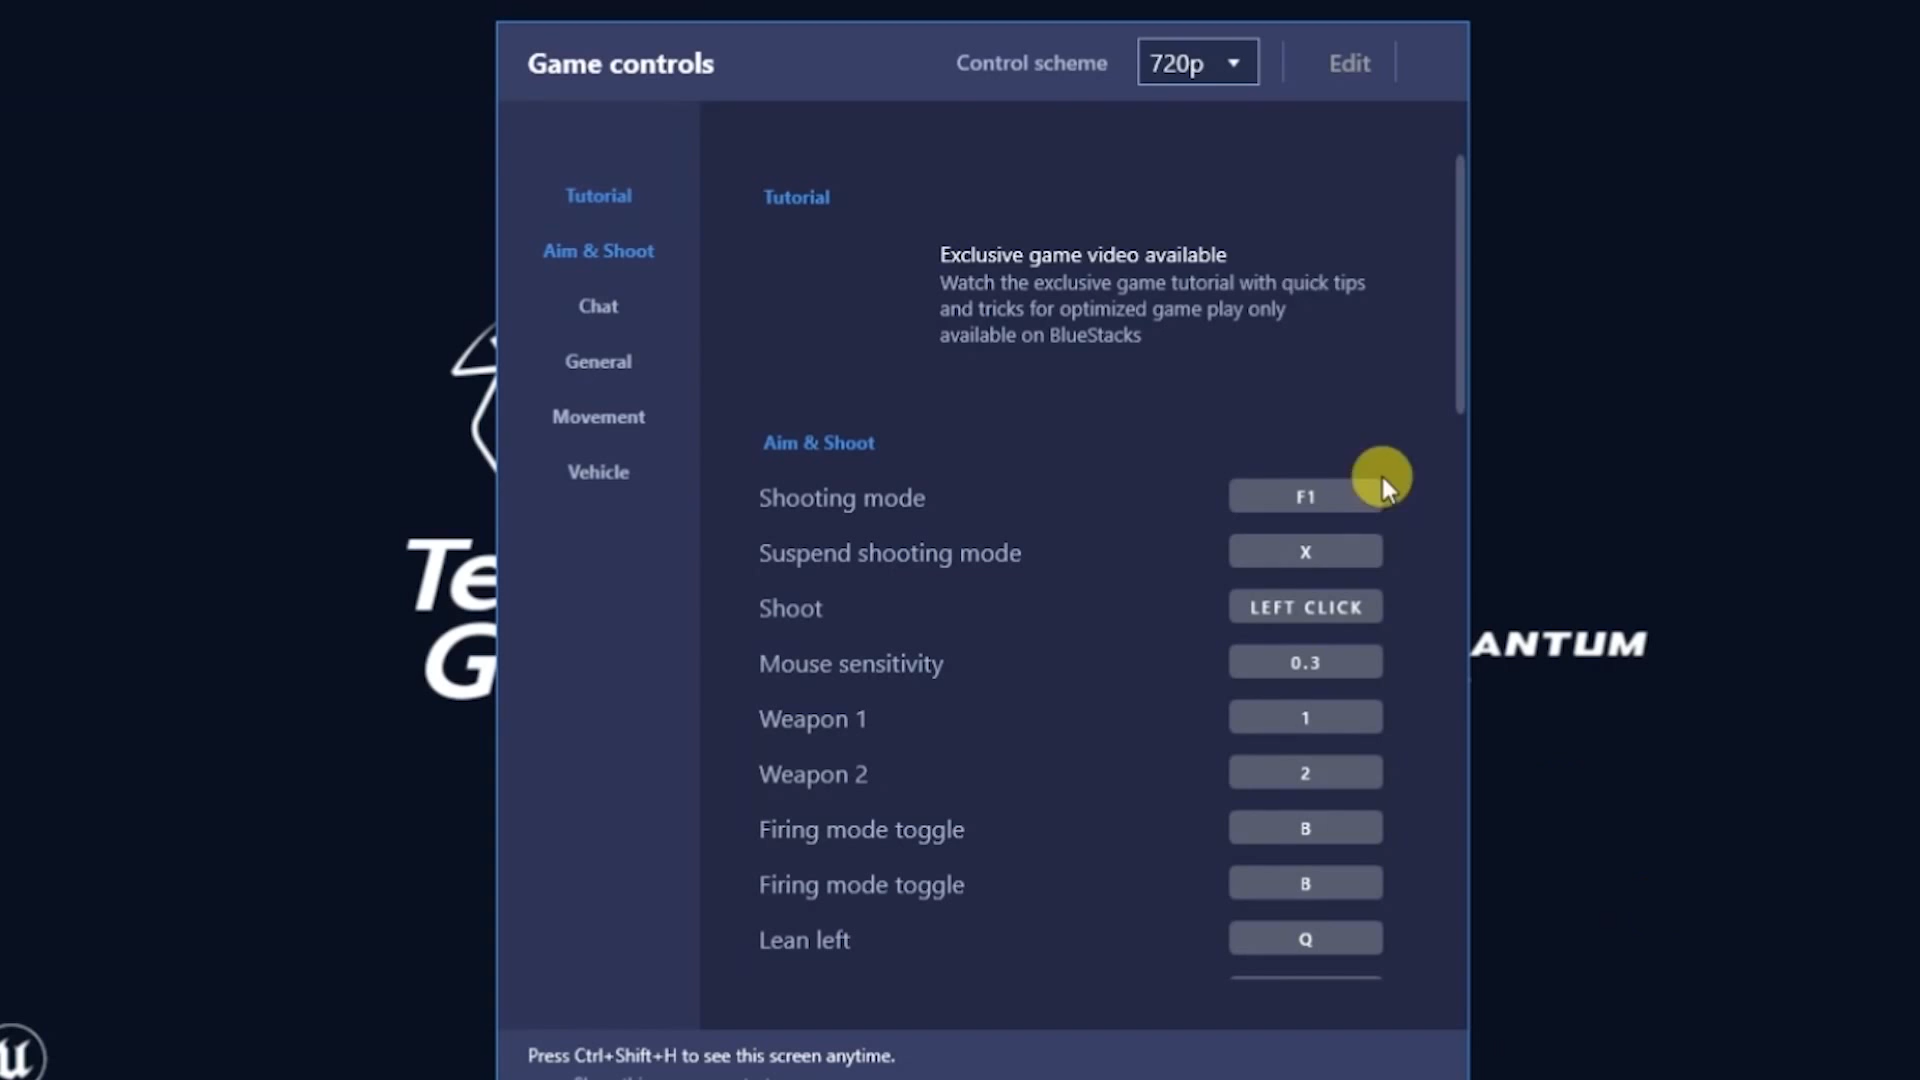 Game controls
Control scheme
720p
Edit
Tutorial
Aim & Shoot
Chat
General
Movement
Vehicle
Tutorial
Exclusive game video available
Watch the exclusive game tutorial with quick tips
and tricks for optimized game play only
available on BlueStacks
Aim & Shoot
Shooting mode F1
Suspend shooting mode X
Shoot LEFT CLICK
Mouse sensitivity 0.3
Weapon 1 1
Weapon 2 2
Firing mode toggle B
Firing mode toggle B
Lean left Q
Te
G
ANTUM
Press Ctrl+Shift+H to see this screen anytime.